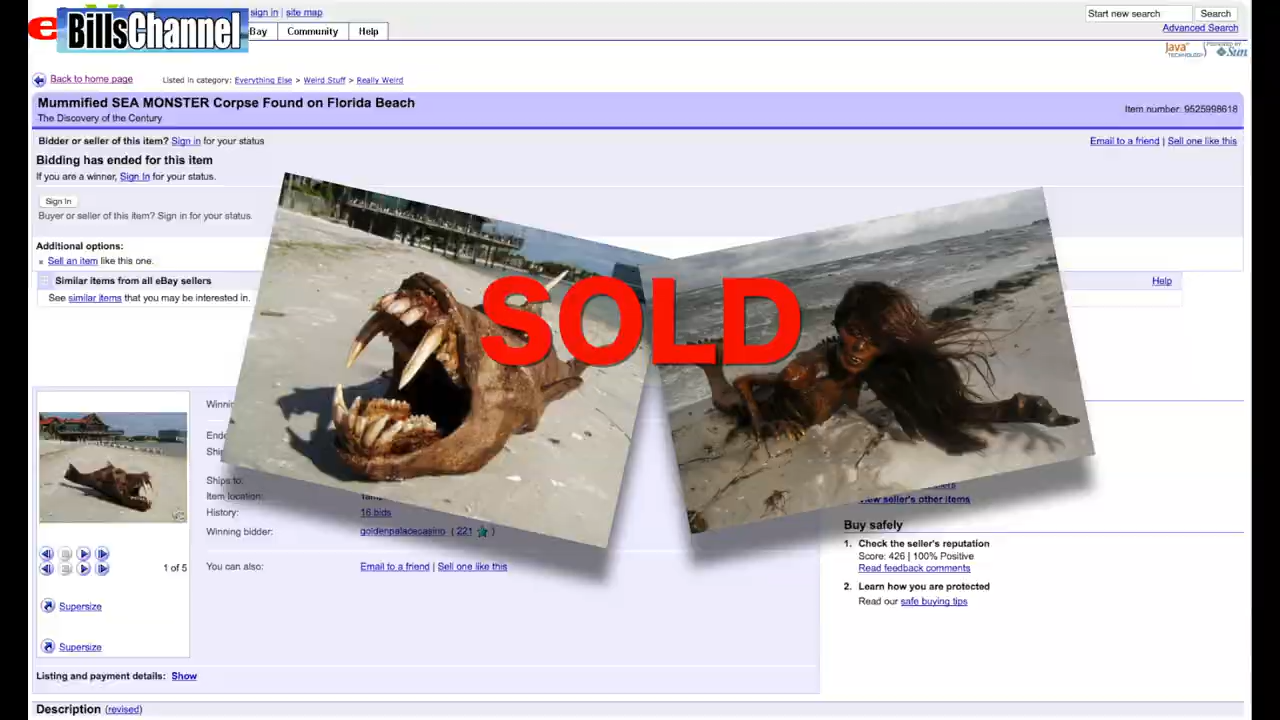 BillsChannel
sign in | site map
Bay Community Help
Start new search Search
Advanced Search
Java
TECHNOLOGY
POWERED BY
Sun
Back to home page
Listed in category: Everything Else > Weird Stuff > Really Weird
Mummified SEA MONSTER Corpse Found on Florida Beach
The Discovery of the Century
Item number: 9525998618
Bidder or seller of this item? Sign in for your status
Email to a friend | Sell one like this
Bidding has ended for this item
If you are a winner, Sign In for your status.
Sign In
Buyer or seller of this item? Sign in for your status.
Additional options:
Sell an item like this one.
Similar items from all eBay sellers
Help
See similar items that you may be interested in.
SOLD
Ships to:
Item location:
History: 16 bids
Winning bidder: goldenpalacecasino ( 221 )
You can also: Email to a friend | Sell one like this
1 of 5
Supersize
Supersize
View seller's other items
Buy safely
1. Check the seller's reputation
Score: 426 | 100% Positive
Read feedback comments
2. Learn how you are protected
Read our safe buying tips
Listing and payment details: Show
Description (revised)